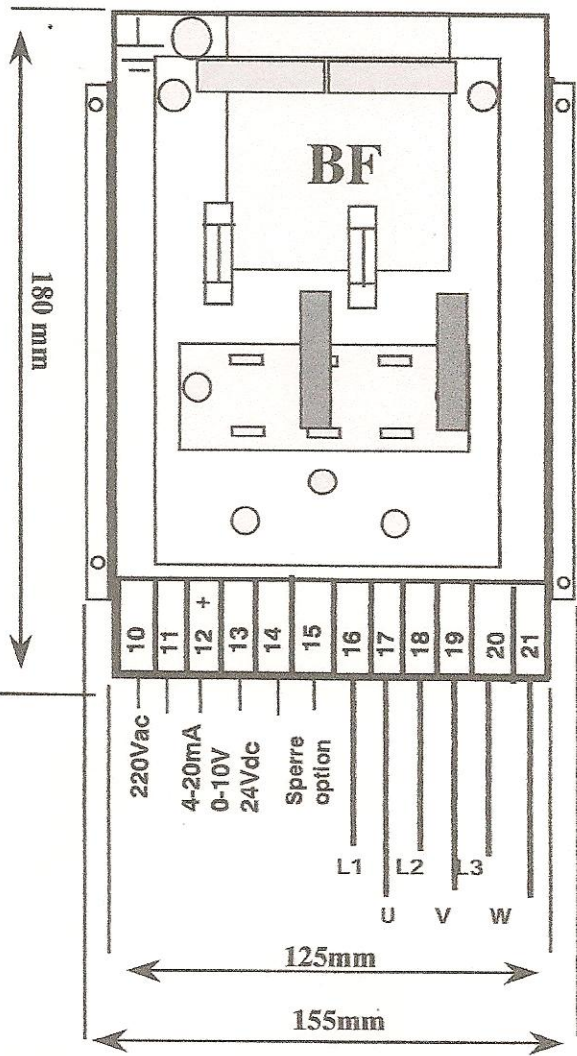 BF
180 mm
10
11
12 +
13
14
15
16
17
18
19
20
21
220Vac
4-20mA
0-10V
24Vdc
Sperre
option
L1
L2
L3
U
V
W
125mm
155mm